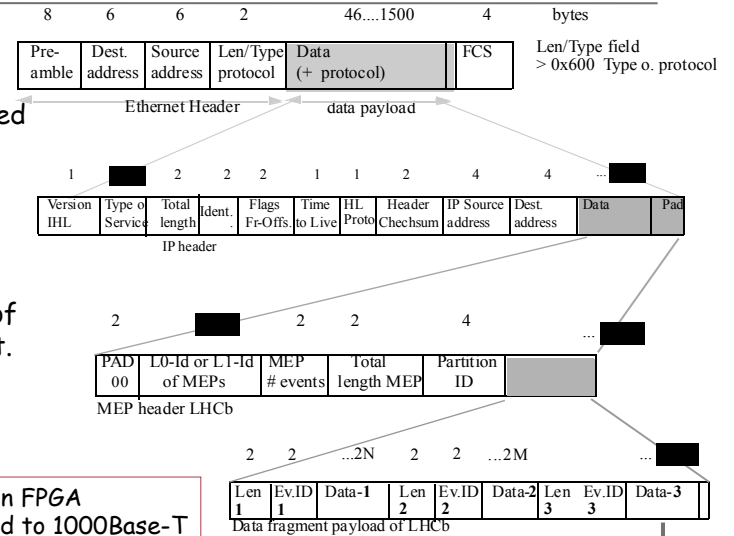 8 6 6 2 46....1500 4 bytes
Pre- Dest. Source Len/Type Data FCS
amble address address protocol (+ protocol)
Len/Type field
> 0x600 Type o. protocol
Ethernet Header data payload
ed
1 2 2 2 1 1 2 4 4 ...
Version Type o Total Ident. Flags Time HL Header IP Source Dest. Data Pad
IHL Service length . Fr-Offs. to Live Proto Chechsum address address
IP header
of
t.
2 2 2 4 ...
PAD L0-Id or L1-Id MEP Total Partition
00 of MEPs # events length MEP ID
MEP header LHCb
2 2 ...2N 2 2 ...2M ...
Len Ev.ID Data-1 Len Ev.ID Data-2 Len Ev.ID Data-3
1 1 2 2 3 3
Data fragment payload of LHCb
n FPGA
d to 1000Base-T